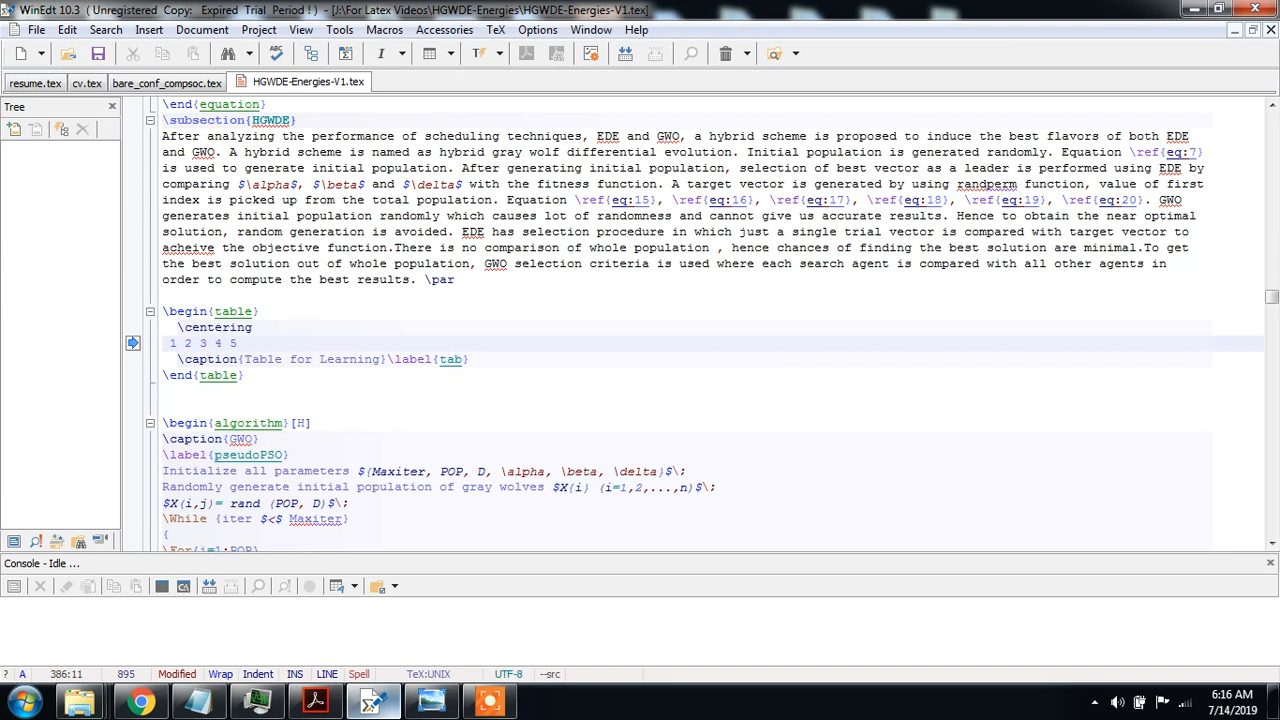 WinEdt 10.3  ( Unregistered  Copy:  Expired  Trial  Period ! )  - [J:\For Latex Videos\HGWDE-Energies\HGWDE-Energies-V1.tex]
File Edit Search Insert Document Project View Tools Macros Accessories TeX Options Window Help
resume.tex cv.tex bare_conf_compsoc.tex HGWDE-Energies-V1.tex
Tree
\end{equation}
\subsection{HGWDE}
After analyzing the performance of scheduling techniques, EDE and GWO, a hybrid scheme is proposed to induce the best flavors of both EDE
and GWO. A hybrid scheme is named as hybrid gray wolf differential evolution. Initial population is generated randomly. Equation \ref{eq:7}
is used to generate initial population. After generating initial population, selection of best vector as a leader is performed using EDE by
comparing $\alpha$, $\beta$ and $\delta$ with the fitness function. A target vector is generated by using randperm function, value of first
index is picked up from the total population. Equation \ref{eq:15}, \ref{eq:16}, \ref{eq:17}, \ref{eq:18}, \ref{eq:19}, \ref{eq:20}. GWO
generates initial population randomly which causes lot of randomness and cannot give us accurate results. Hence to obtain the near optimal
solution, random generation is avoided. EDE has selection procedure in which just a single trial vector is compared with target vector to
acheive the objective function.There is no comparison of whole population , hence chances of finding the best solution are minimal.To get
the best solution out of whole population, GWO selection criteria is used where each search agent is compared with all other agents in
order to compute the best results. \par
\begin{table}
\centering
1 2 3 4 5
\caption{Table for Learning}\label{tab}
\end{table}
\begin{algorithm}[H]
\caption{GWO}
\label{pseudoPSO}
Initialize all parameters $(Maxiter, POP, D, \alpha, \beta, \delta)$\;
Randomly generate initial population of gray wolves $X(i) (i=1,2,...,n)$\;
$X(i,j)= rand (POP, D)$\;
\While {iter $<$ Maxiter}
{
\For{i=1:POP}
Console - Idle ...
? A 386:11 895 Modified Wrap Indent INS LINE Spell TeX:UNIX UTF-8 --src
6:16 AM
7/14/2019